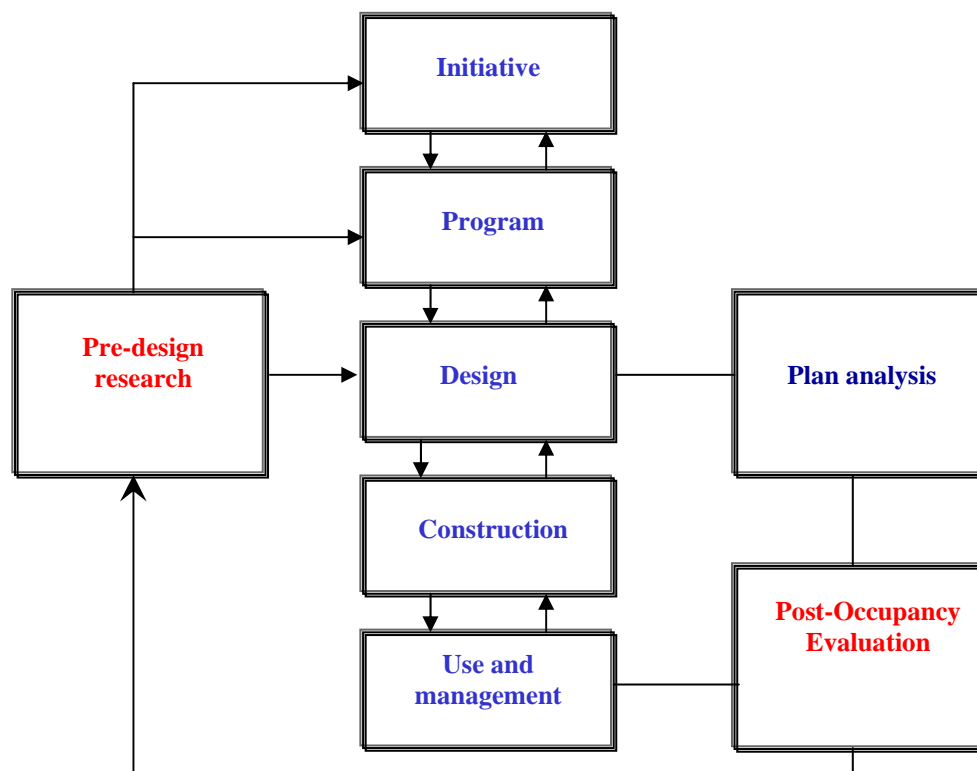 Initiative
Program
Pre-design
research
Design
Plan analysis
Construction
Post-Occupancy
Evaluation
Use and
management